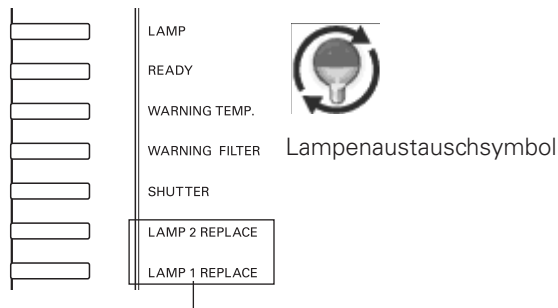 LAMP
READY
WARNING TEMP.
WARNING FILTER
SHUTTER
LAMP 2 REPLACE
LAMP 1 REPLACE
Lampenaustauschsymbol